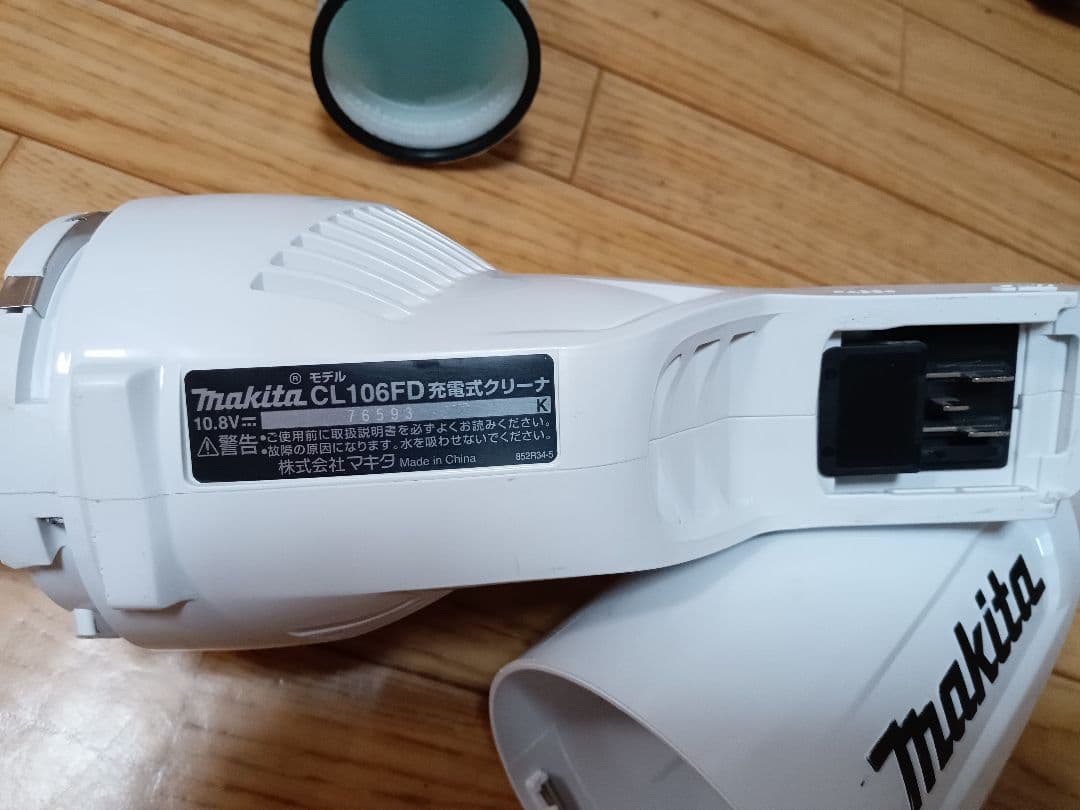 makita® モデル CL106FD 充電式クリーナ
10.8V⎓ 76593 K
⚠警告 •ご使用前に取扱説明書を必ずよくお読みください。
•故障の原因になります。水を吸わせないでください。
株式会社マキタ Made in China 852R34-5
makita